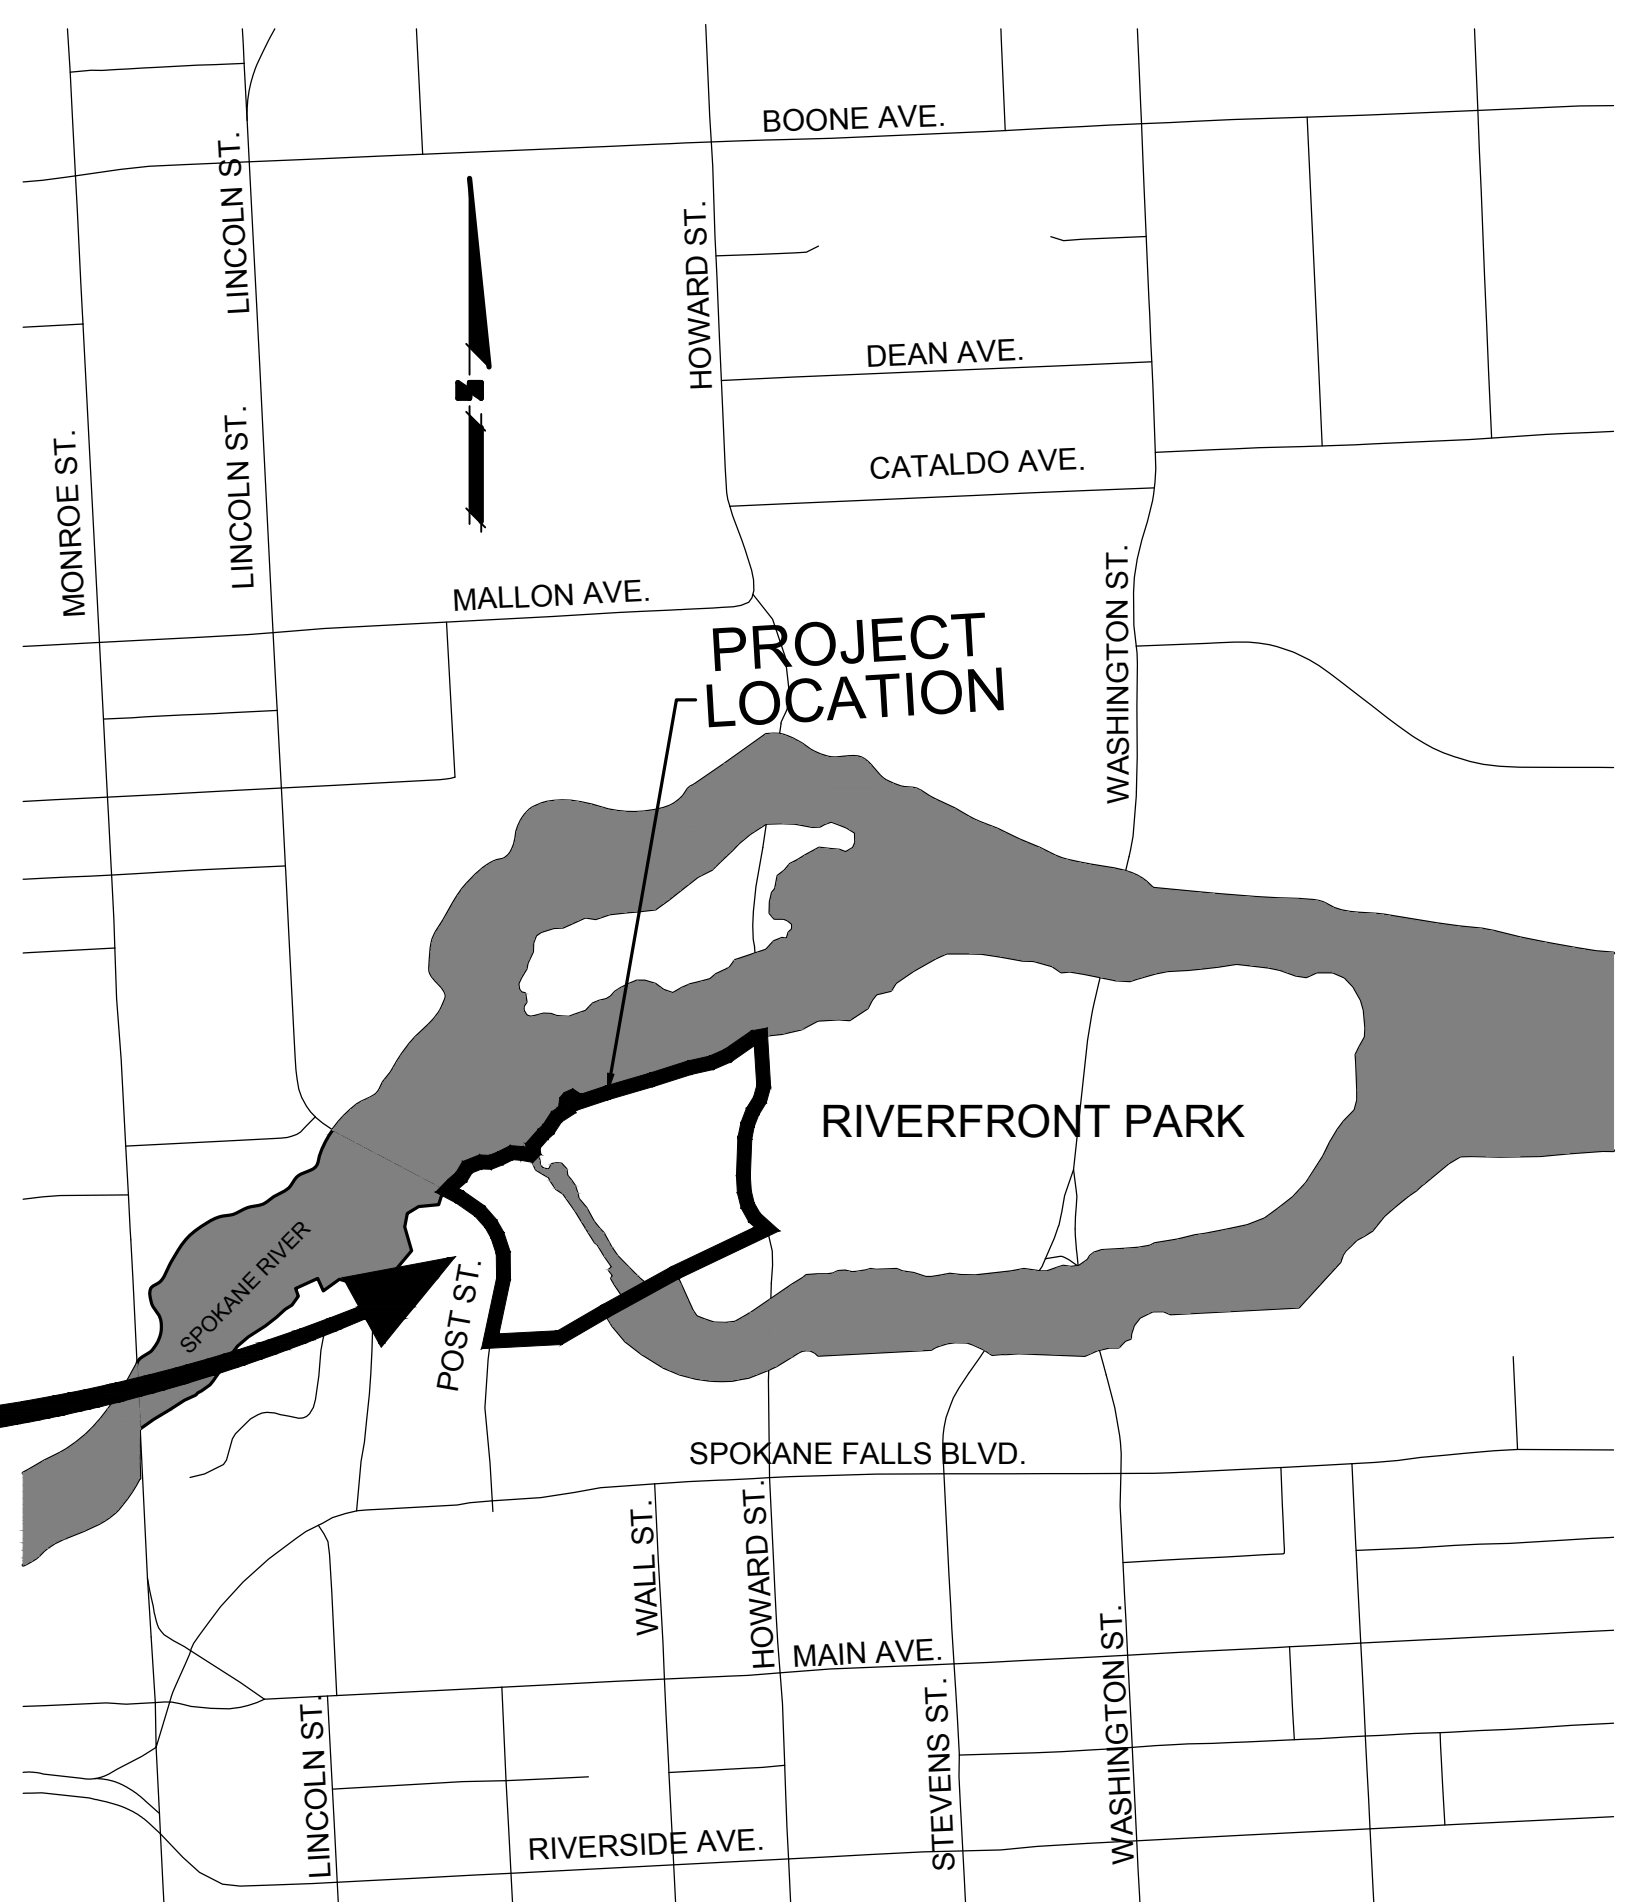 BOONE AVE.
LINCOLN ST.
HOWARD ST.
DEAN AVE.
N
LINCOLN ST.
CATALDO AVE.
MONROE ST.
WASHINGTON ST.
MALLON AVE.
PROJECT
LOCATION
RIVERFRONT PARK
SPOKANE RIVER
POST ST.
SPOKANE FALLS BLVD.
WALL ST.
HOWARD ST.
MAIN AVE.
LINCOLN ST.
STEVENS ST.
WASHINGTON ST.
RIVERSIDE AVE.